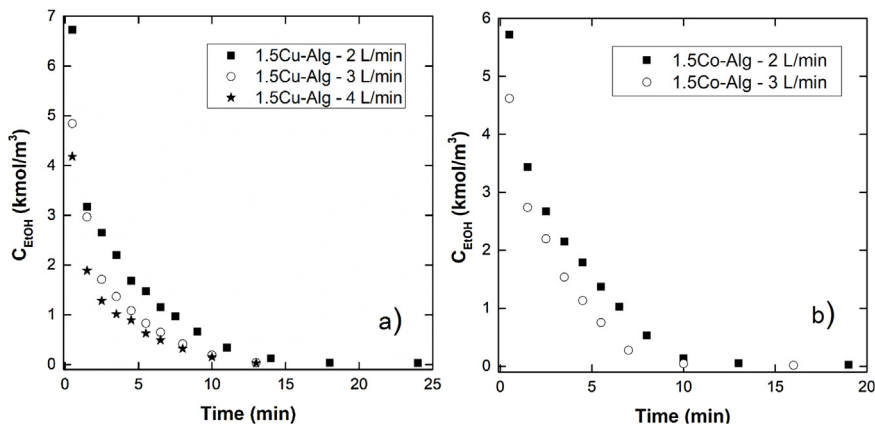 7
6
5
4
3
2
1
0
C_EtOH (kmol/m³)
1.5Cu-Alg - 2 L/min
1.5Cu-Alg - 3 L/min
1.5Cu-Alg - 4 L/min
a)
0 5 10 15 20 25
Time (min)
6
5
4
3
2
1
0
C_EtOH (kmol/m³)
1.5Co-Alg - 2 L/min
1.5Co-Alg - 3 L/min
b)
0 5 10 15 20
Time (min)